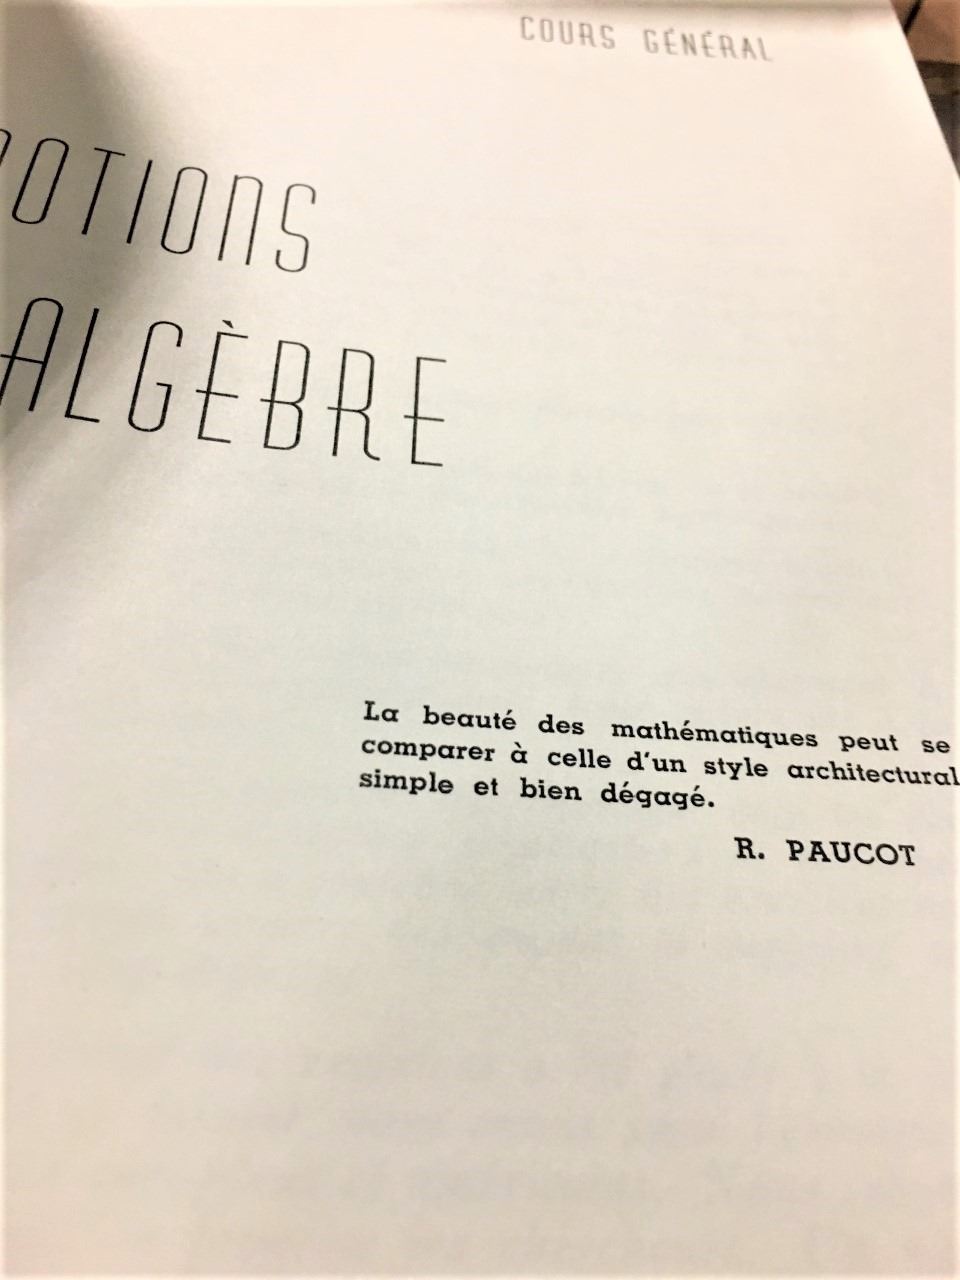 COURS GÉNÉRAL
NOTIONS
ALGÈBRE
La beauté des mathématiques peut se
comparer à celle d'un style architectural
simple et bien dégagé.
R. PAUCOT